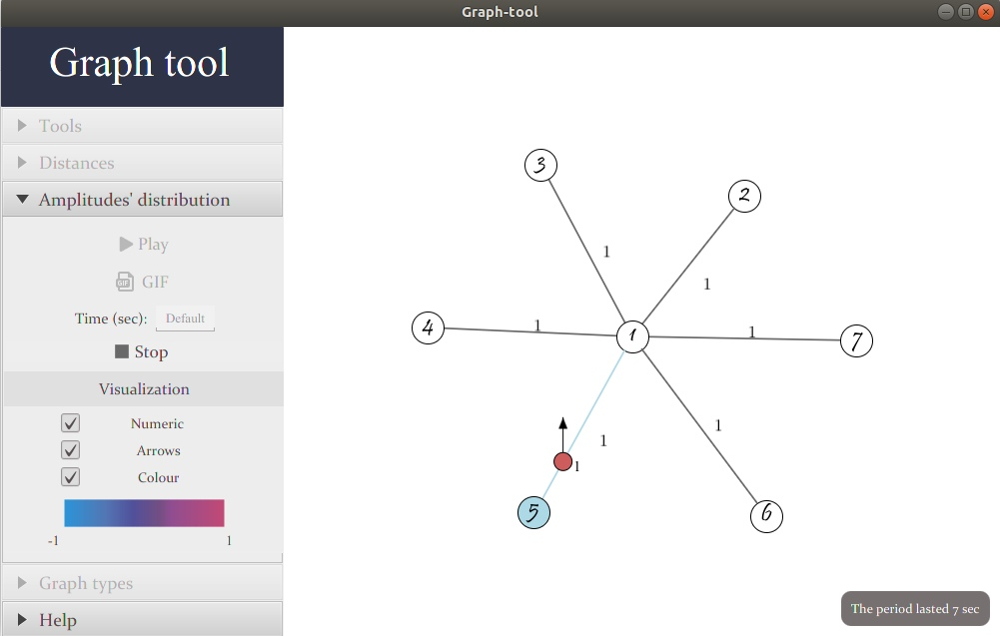 Graph-tool
Graph tool
Tools
Distances
Amplitudes' distribution
Play
GIF
Time (sec): Default
Stop
Visualization
Numeric
Arrows
Colour
-1 1
Graph types
Help
3
2
1
1
4
1
1
1
7
1
1
1
5
6
The period lasted 7 sec